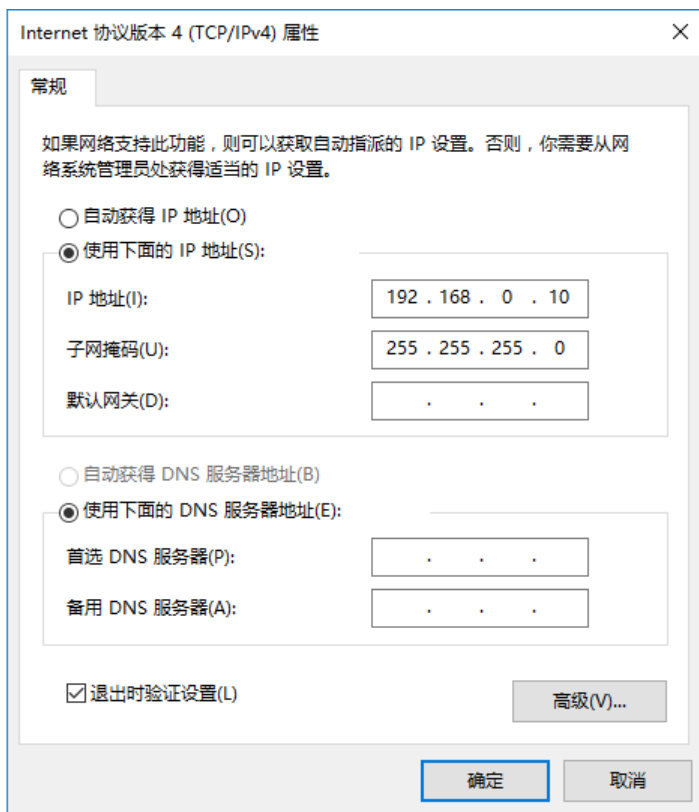 Internet 协议版本 4 (TCP/IPv4) 属性
常规
如果网络支持此功能，则可以获取自动指派的 IP 设置。否则，你需要从网
络系统管理员处获得适当的 IP 设置。
自动获得 IP 地址(O)
使用下面的 IP 地址(S):
IP 地址(I): 192 . 168 . 0 . 10
子网掩码(U): 255 . 255 . 255 . 0
默认网关(D): . . .
自动获得 DNS 服务器地址(B)
使用下面的 DNS 服务器地址(E):
首选 DNS 服务器(P): . . .
备用 DNS 服务器(A): . . .
退出时验证设置(L)
高级(V)...
确定 取消